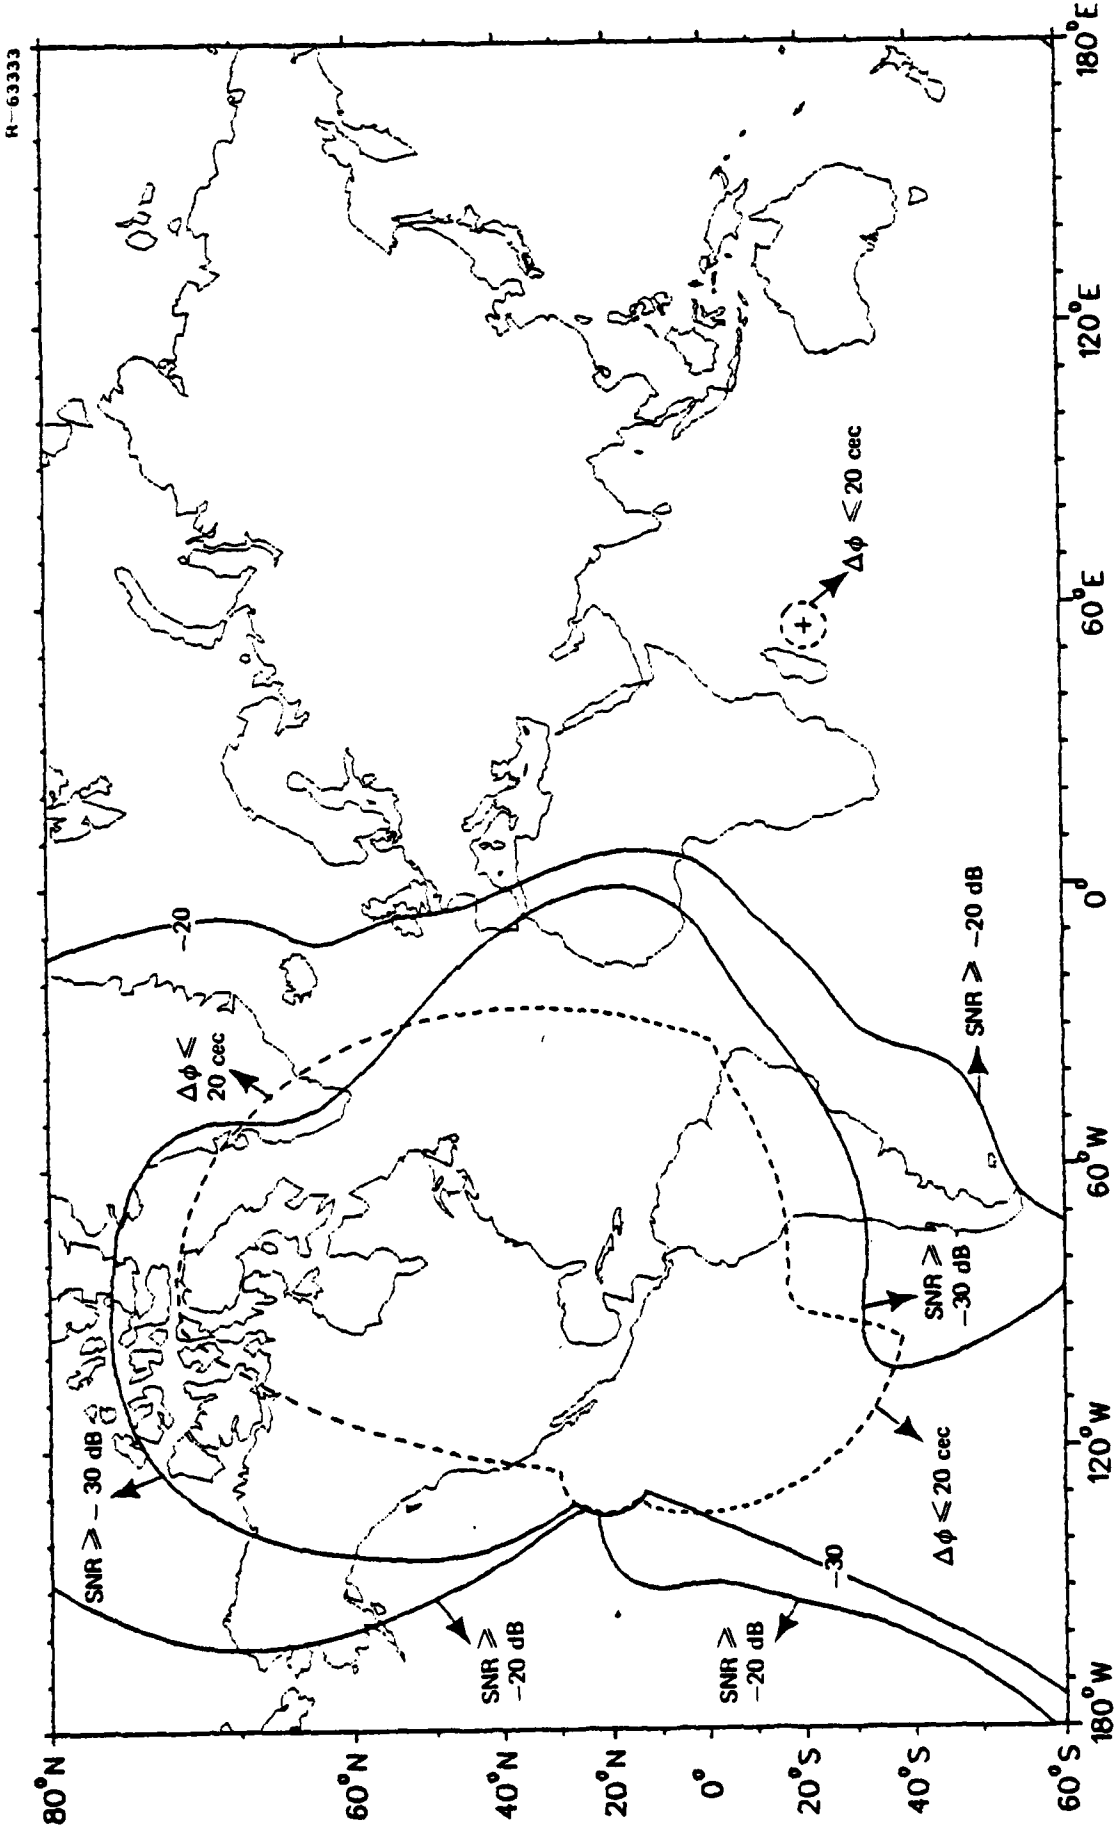 R-63333
80°N
60°N
40°N
20°N
0°
20°S
40°S
60°S
180°W
120°W
60°W
0°
60°E
120°E
180°E
SNR ≥ -30 dB
Δφ ≤
20 cec
-20
SNR ≥
-20 dB
SNR ≥
-20 dB
-30
Δφ ≤ 20 cec
SNR ≥
-30 dB
SNR ≥ -20 dB
+
Δφ ≤ 20 cec